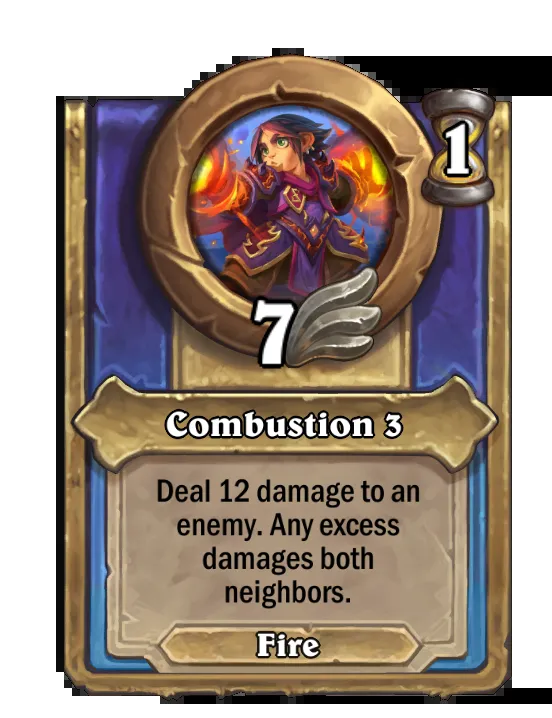 1
7
Combustion 3
Deal 12 damage to an
enemy. Any excess
damages both
neighbors.
Fire